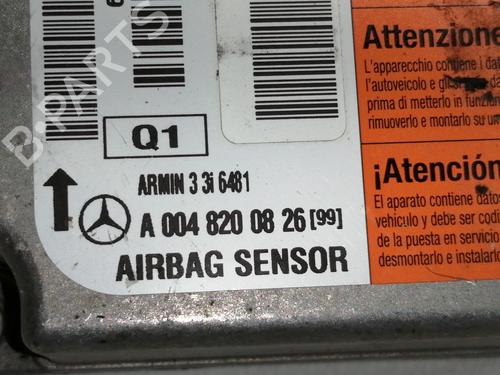 Q1
ARMIN 3 3i 6481
A 004 820 08 26 [99]
AIRBAG SENSOR
Attenzione
L'apparecchio contiene i dati
l'autoveicolo e gli
prima di metterlo in funzion
rimuoverlo e montarlo su un
¡Atención
El aparato contiene datos
vehículo y debe ser codi
de la puesta en servicio,
desmontarlo e instalarlo
B-PARTS